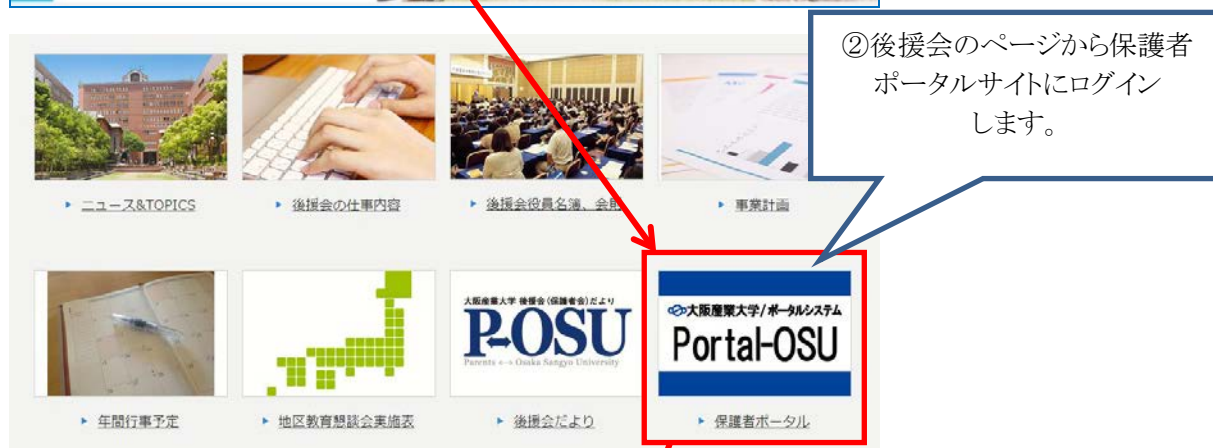 ②後援会のページから保護者
ポータルサイトにログイン
します。
ニュース&TOPICS
後援会の仕事内容
後援会役員名簿、会則
事業計画
大阪産業大学 後援会(保護者会)だより
P⇔OSU
Parents ↔ Osaka Sangyo University
大阪産業大学/ポータルシステム
Portal-OSU
年間行事予定
地区教育懇談会実施表
後援会だより
保護者ポータル